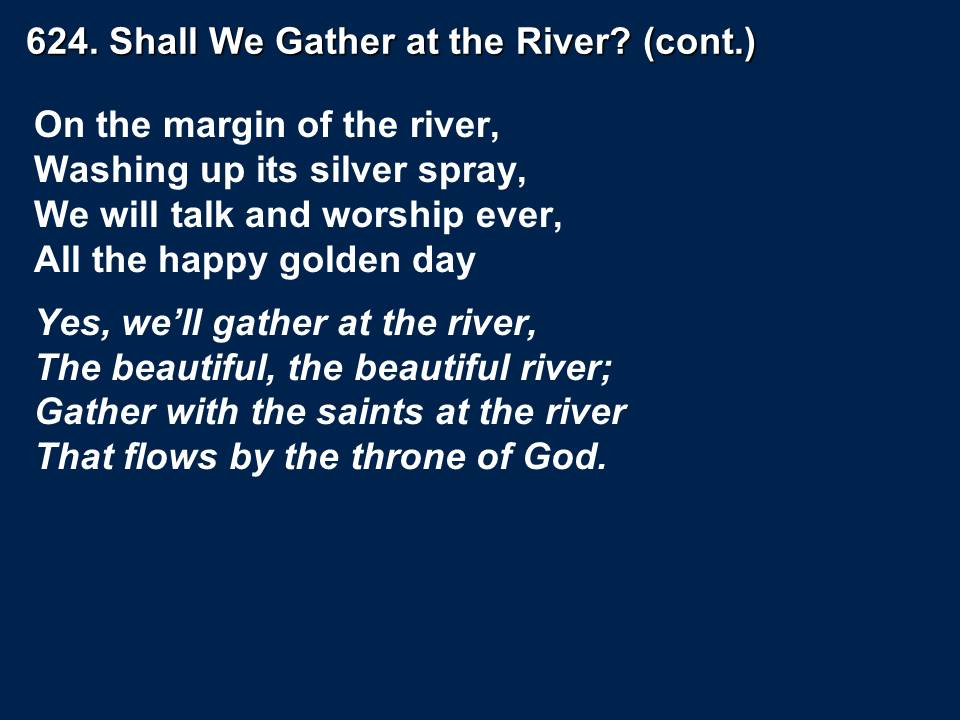 624. Shall We Gather at the River? (cont.)
On the margin of the river,
Washing up its silver spray,
We will talk and worship ever,
All the happy golden day
Yes, we’ll gather at the river,
The beautiful, the beautiful river;
Gather with the saints at the river
That flows by the throne of God.